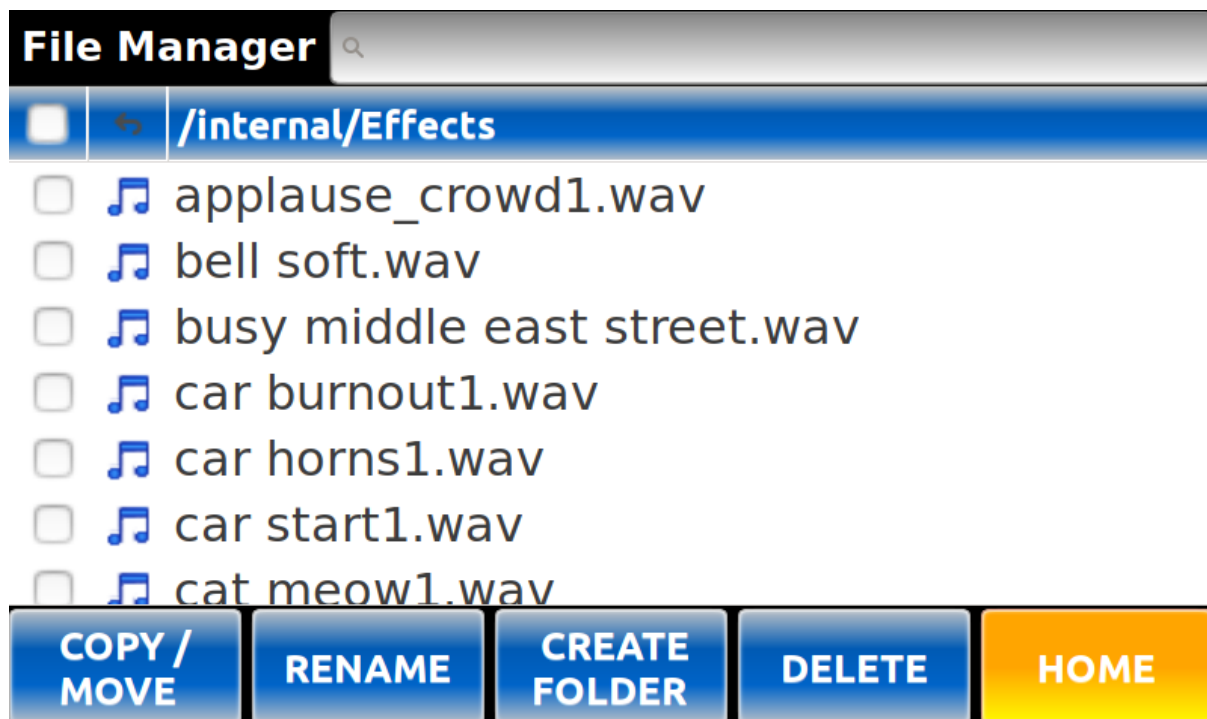 File Manager
/internal/Effects
applause_crowd1.wav
bell soft.wav
busy middle east street.wav
car burnout1.wav
car horns1.wav
car start1.wav
cat meow1.wav
COPY /
MOVE
RENAME
CREATE
FOLDER
DELETE
HOME